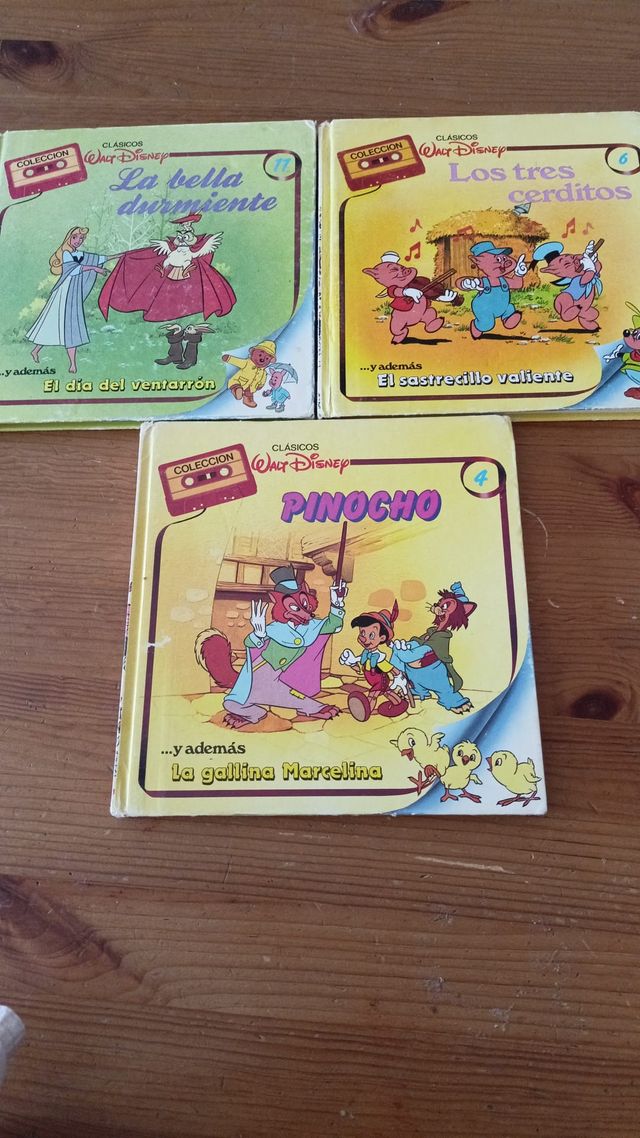 COLECCION
CLÁSICOS
WALT DISNEY
11
La bella
durmiente
...y además
El día del ventarrón
COLECCION
CLÁSICOS
WALT DISNEY
6
Los tres
cerditos
...y además
El sastrecillo valiente
COLECCION
CLÁSICOS
WALT DISNEY
4
PINOCHO
...y además
La gallina Marcelina